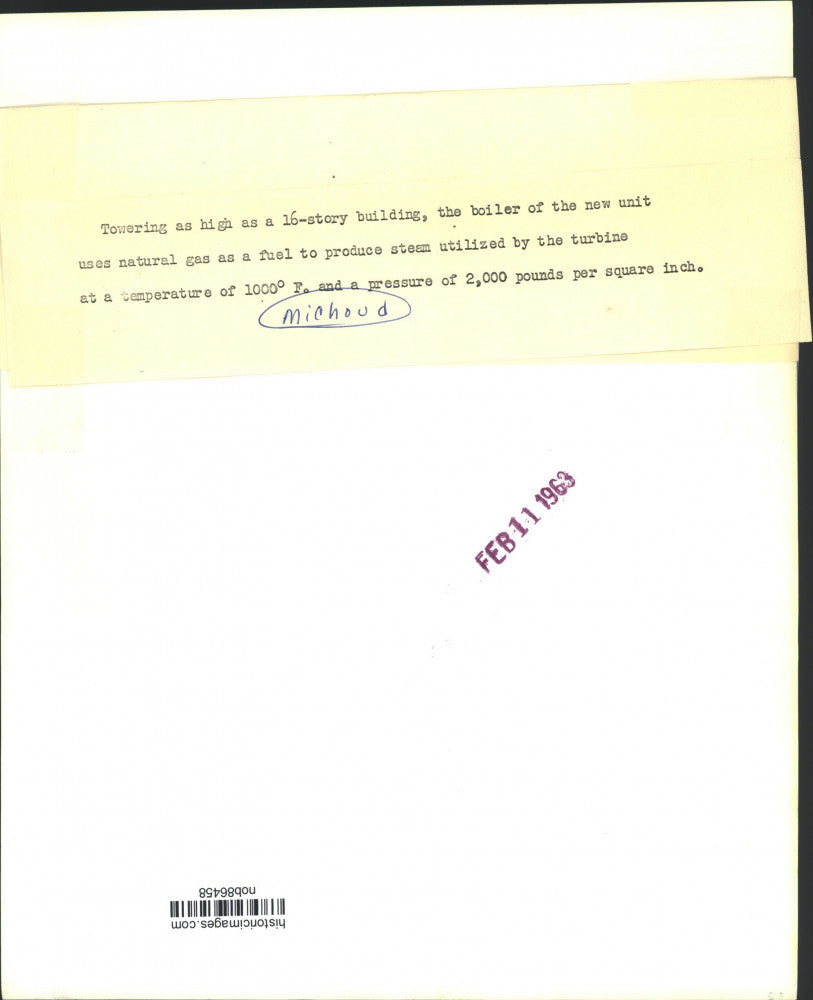 Towering as high as a 16-story building, the boiler of the new unit
uses natural gas as a fuel to produce steam utilized by the turbine
at a temperature of 1000° F. and a pressure of 2,000 pounds per square inch.
Michoud
FEB 11 1963
historicimages.com
nob86458